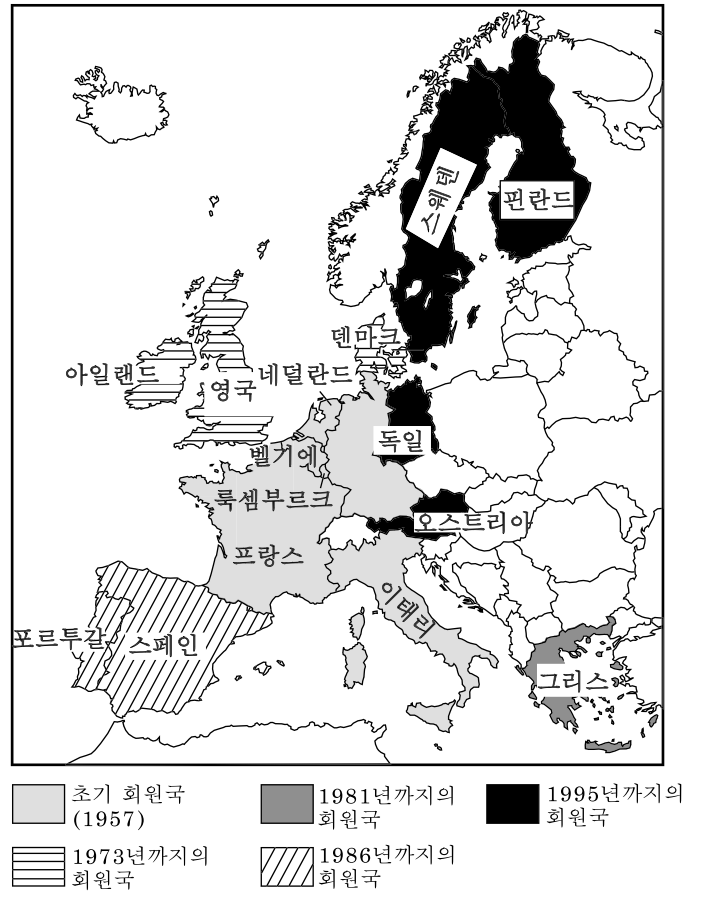 스웨덴
핀란드
덴마크
아일랜드
영국
네덜란드
독일
벨기에
룩셈부르크
오스트리아
프랑스
이태리
포르투갈
스페인
그리스
초기 회원국
(1957)
1981년까지의
회원국
1995년까지의
회원국
1973년까지의
회원국
1986년까지의
회원국